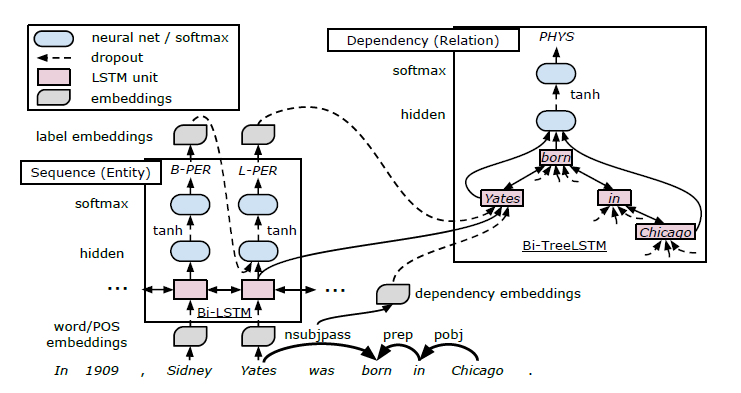 neural net / softmax
dropout
LSTM unit
embeddings
label embeddings
Sequence (Entity)
B-PER
L-PER
softmax
tanh
tanh
hidden
...
...
Bi-LSTM
word/POS
embeddings
Dependency (Relation)
PHYS
softmax
tanh
hidden
born
Yates
in
Chicago
Bi-TreeLSTM
dependency embeddings
nsubjpass
prep
pobj
In 1909 , Sidney Yates was born in Chicago .